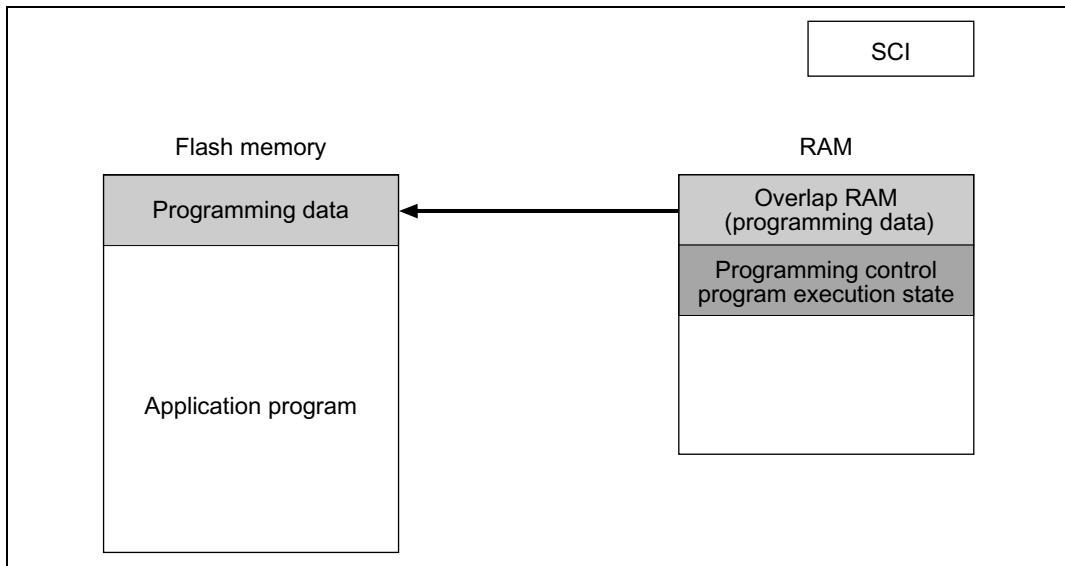 SCI
Flash memory
RAM
Programming data
Overlap RAM
(programming data)
Programming control
program execution state
Application program